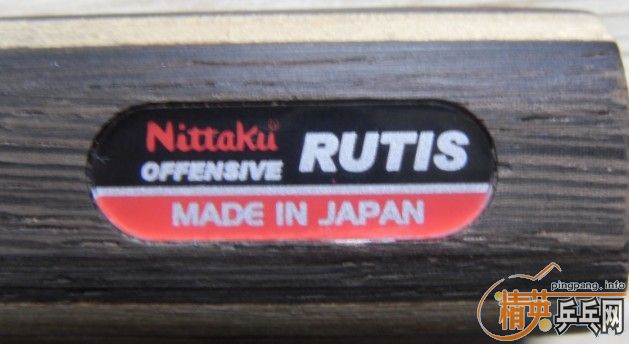 Nittaku
OFFENSIVE RUTIS
MADE IN JAPAN
pingpang.info
精英乒乓网